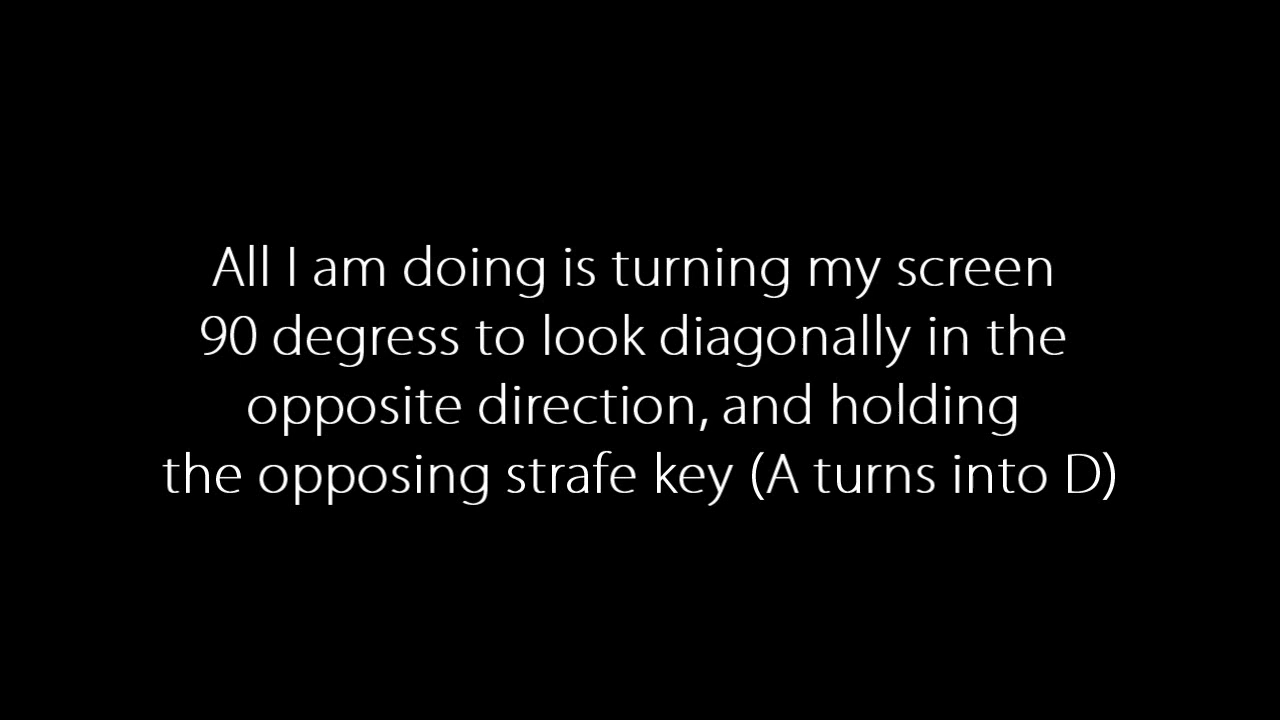 All I am doing is turning my screen
90 degress to look diagonally in the
opposite direction, and holding
the opposing strafe key (A turns into D)